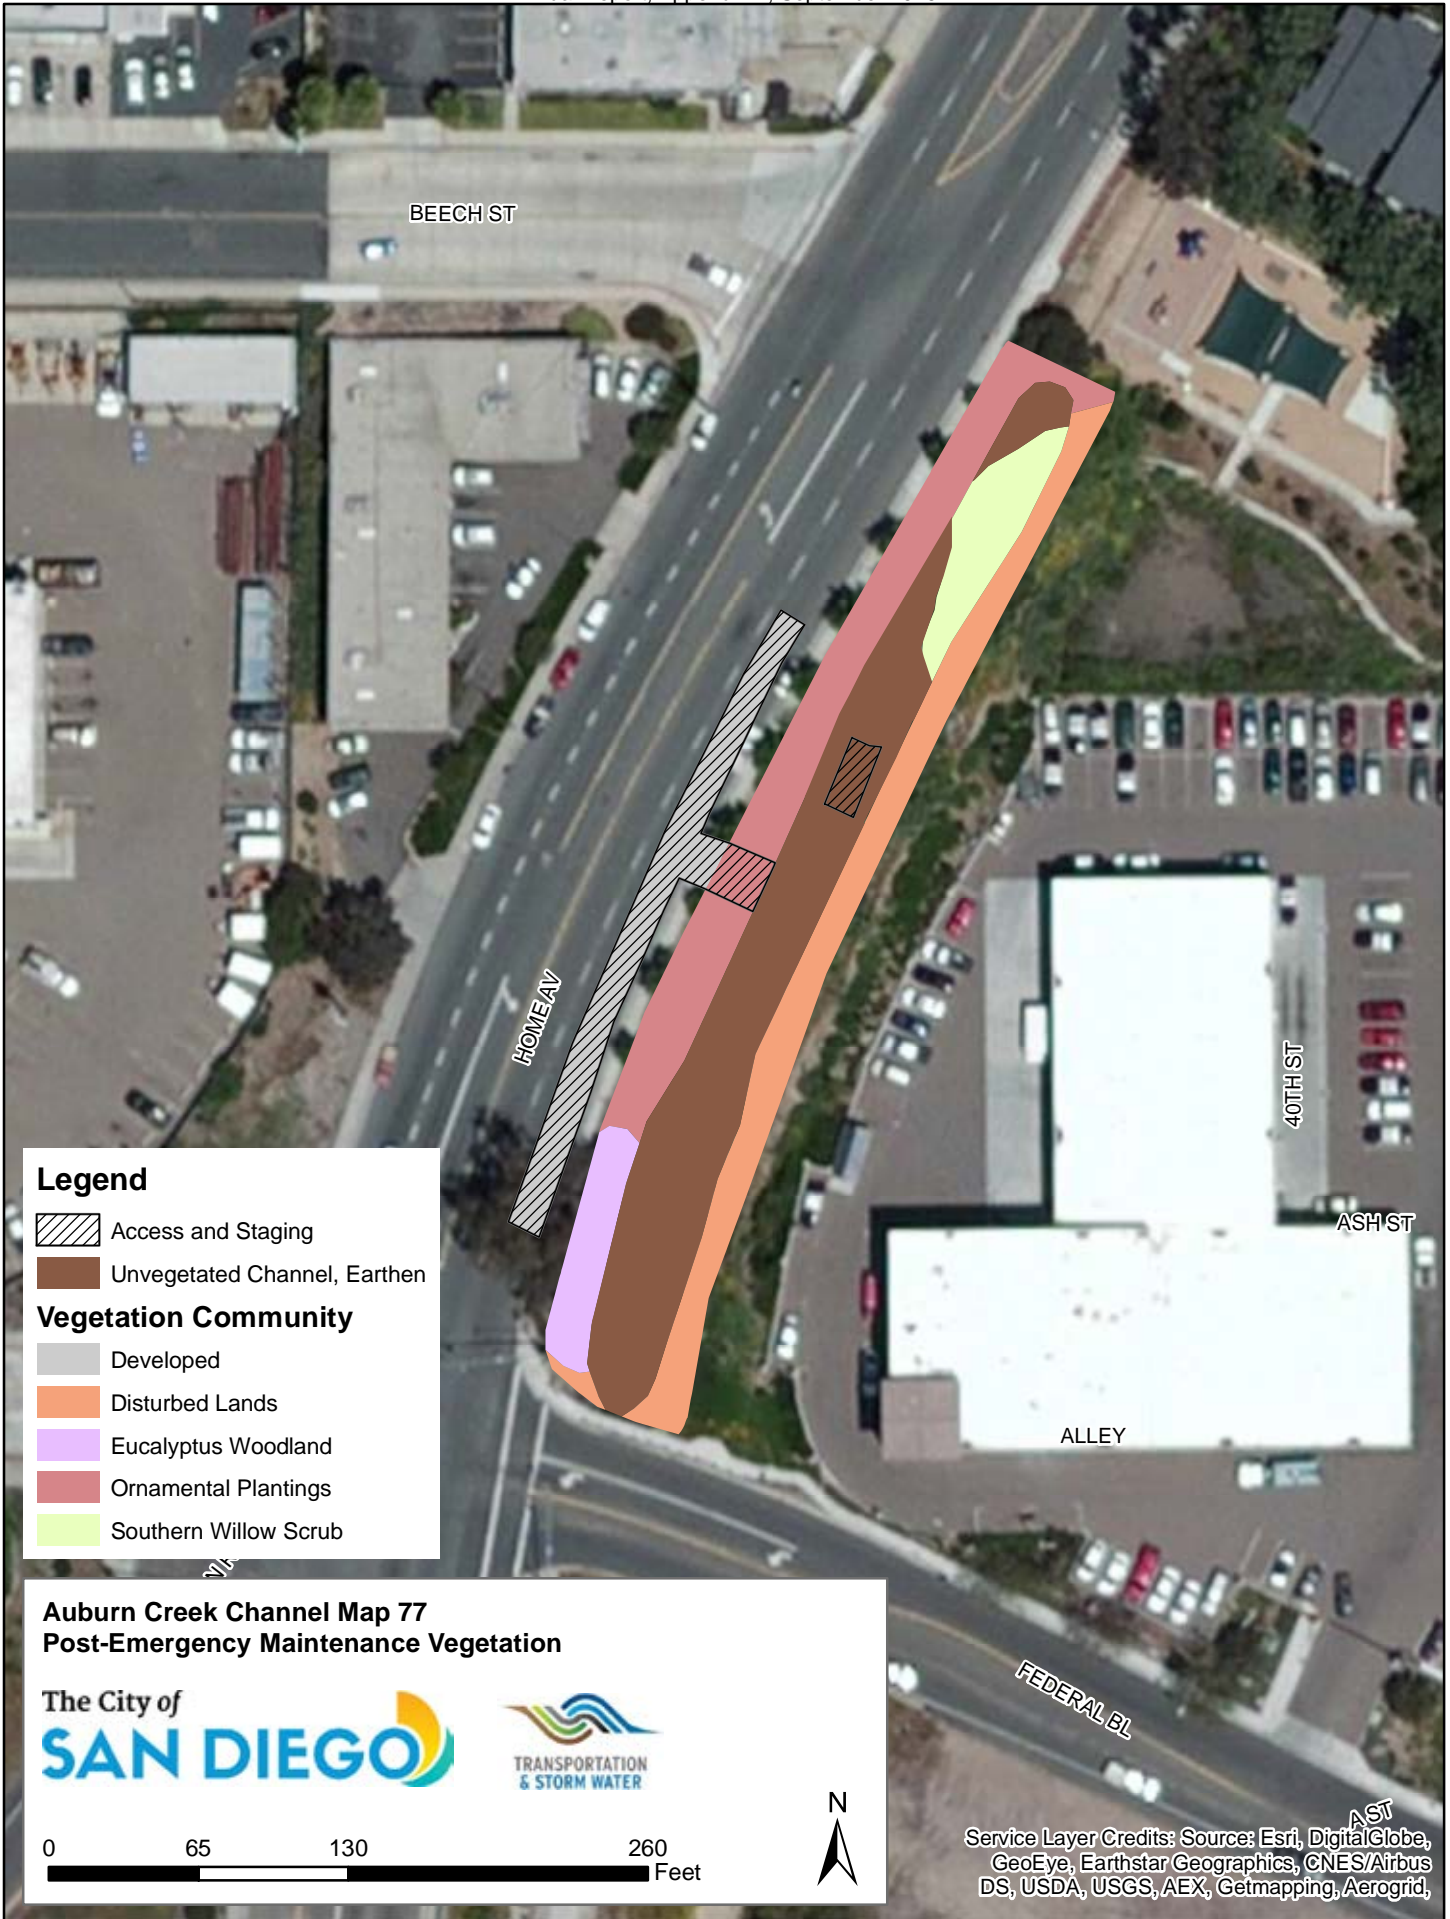 BEECH ST
HOME AV
40TH ST
ASH ST
ALLEY
FEDERAL BL
A ST
Legend
Access and Staging
Unvegetated Channel, Earthen
Vegetation Community
Developed
Disturbed Lands
Eucalyptus Woodland
Ornamental Plantings
Southern Willow Scrub
Auburn Creek Channel Map 77
Post-Emergency Maintenance Vegetation
The City of
SAN DIEGO
TRANSPORTATION
& STORM WATER
N
0 65 130 260
Feet
Service Layer Credits: Source: Esri, DigitalGlobe,
GeoEye, Earthstar Geographics, CNES/Airbus
DS, USDA, USGS, AEX, Getmapping, Aerogrid,